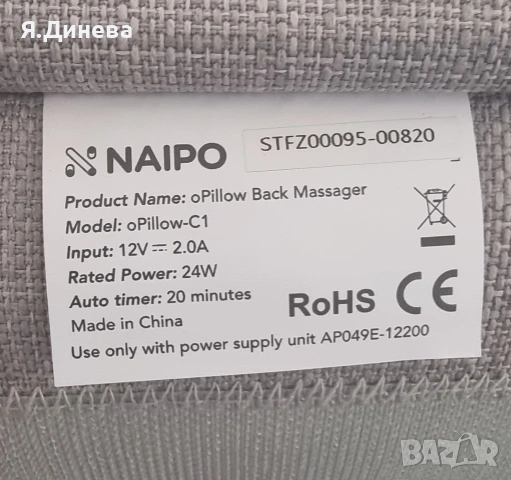 Я.Динева
NAIPO
STFZ00095-00820
Product Name: oPillow Back Massager
Model: oPillow-C1
Input: 12V⎓2.0A
Rated Power: 24W
Auto timer: 20 minutes
Made in China
RoHS CE
Use only with power supply unit AP049E-12200
BAZAR